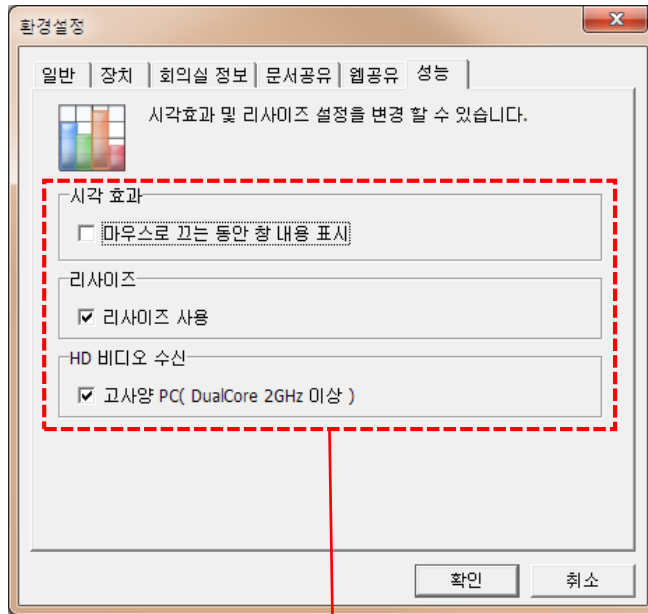 환경설정
일반 장치 회의실 정보 문서공유 웹공유 성능
시각효과 및 리사이즈 설정을 변경 할 수 있습니다.
시각 효과
마우스로 끄는 동안 창 내용 표시
리사이즈
리사이즈 사용
HD 비디오 수신
고사양 PC( DualCore 2GHz 이상 )
확인 취소